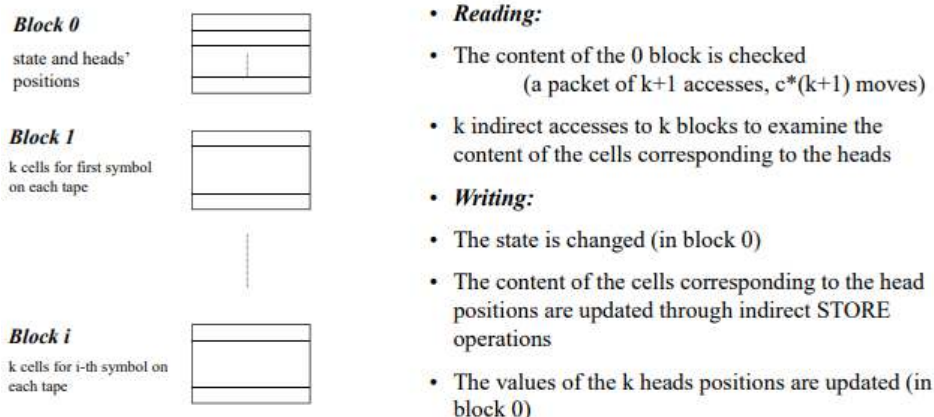 Block 0
state and heads'
positions
Block 1
k cells for first symbol
on each tape
Block i
k cells for i-th symbol on
each tape
• Reading:
• The content of the 0 block is checked
(a packet of k+1 accesses, c*(k+1) moves)
• k indirect accesses to k blocks to examine the
content of the cells corresponding to the heads
• Writing:
• The state is changed (in block 0)
• The content of the cells corresponding to the head
positions are updated through indirect STORE
operations
• The values of the k heads positions are updated (in
block 0)